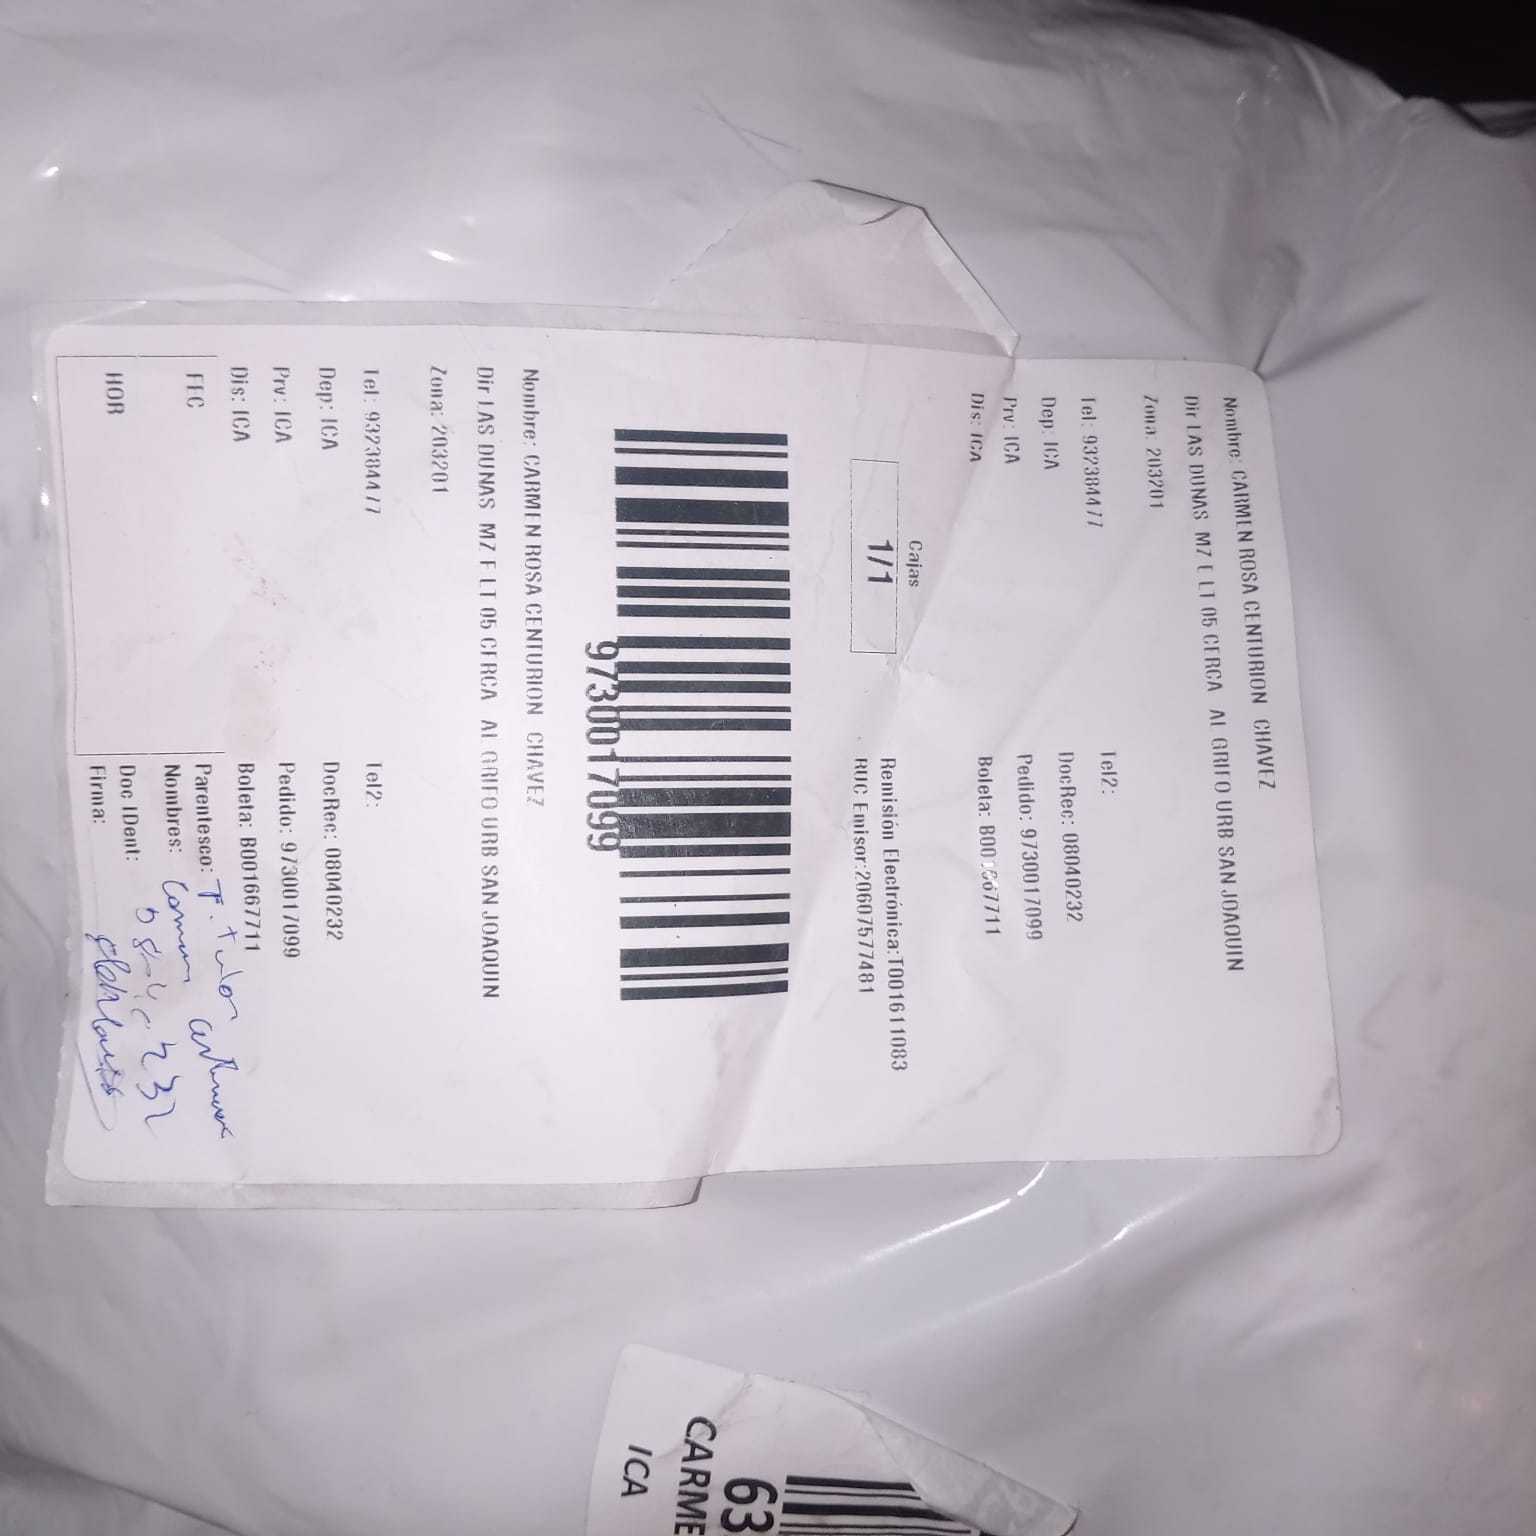 Nombre: CARMEN ROSA CENTURION CHAVEZ
Dir LAS DUNAS MZ F LT 05 CERCA AL GRIFO URB SAN JOAQUIN
Zona: 203201
Tel: 932384477 Tel2:
Dep: ICA DocRec: 08040232
Prv: ICA Pedido: 9730017099
Dis: ICA Boleta: B001667711
Cajas Remisión Electrónica:T001611083
1/1 RUC Emisor:20607577481
9730017099
Nombre: CARMEN ROSA CENTURION CHAVEZ
Dir LAS DUNAS MZ F LT 05 CERCA AL GRIFO URB SAN JOAQUIN
Zona: 203201
Tel: 932384477 Tel2:
Dep: ICA DocRec: 08040232
Prv: ICA Pedido: 9730017099
Dis: ICA Boleta: B001667711
FEC Parentesco: Titular
Nombres: Carmen
HOR Doc IDent:
Firma:
63
CARME
ICA